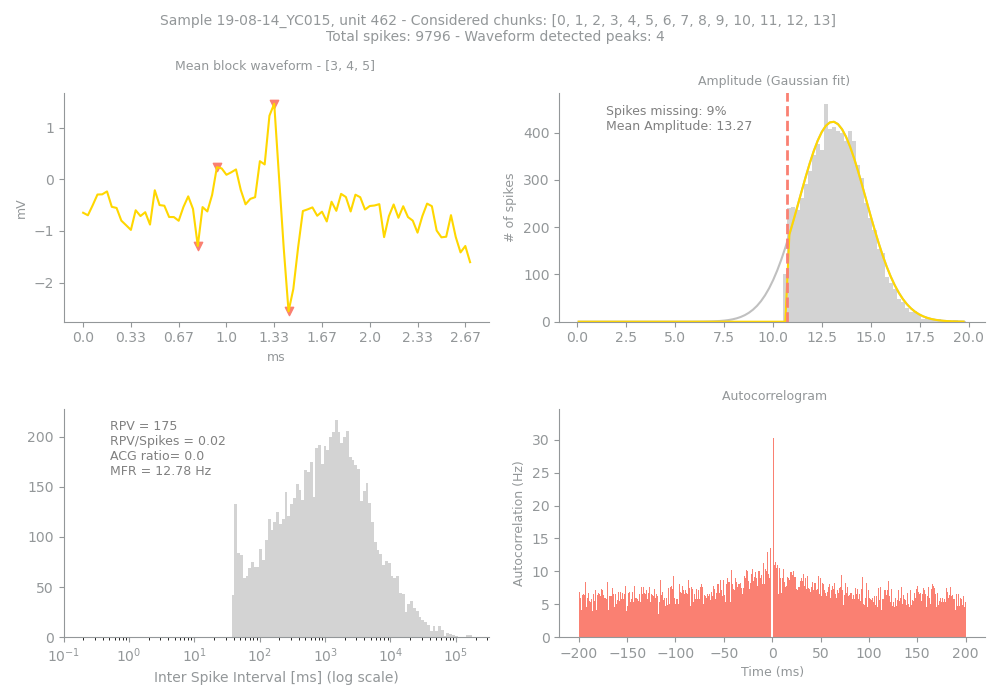 Sample 19-08-14_YC015, unit 462 - Considered chunks: [0, 1, 2, 3, 4, 5, 6, 7, 8, 9, 10, 11, 12, 13]
Total spikes: 9796 - Waveform detected peaks: 4
Mean block waveform - [3, 4, 5]
1
0
−1
−2
mV
0.0 0.33 0.67 1.0 1.33 1.67 2.0 2.33 2.67
ms
Amplitude (Gaussian fit)
Spikes missing: 9%
Mean Amplitude: 13.27
400
300
200
100
0
# of spikes
0.0 2.5 5.0 7.5 10.0 12.5 15.0 17.5 20.0
RPV = 175
RPV/Spikes = 0.02
ACG ratio= 0.0
MFR = 12.78 Hz
200
150
100
50
0
10⁻¹ 10⁰ 10¹ 10² 10³ 10⁴ 10⁵
Inter Spike Interval [ms] (log scale)
Autocorrelogram
30
25
20
15
10
5
0
Autocorrelation (Hz)
−200 −150 −100 −50 0 50 100 150 200
Time (ms)